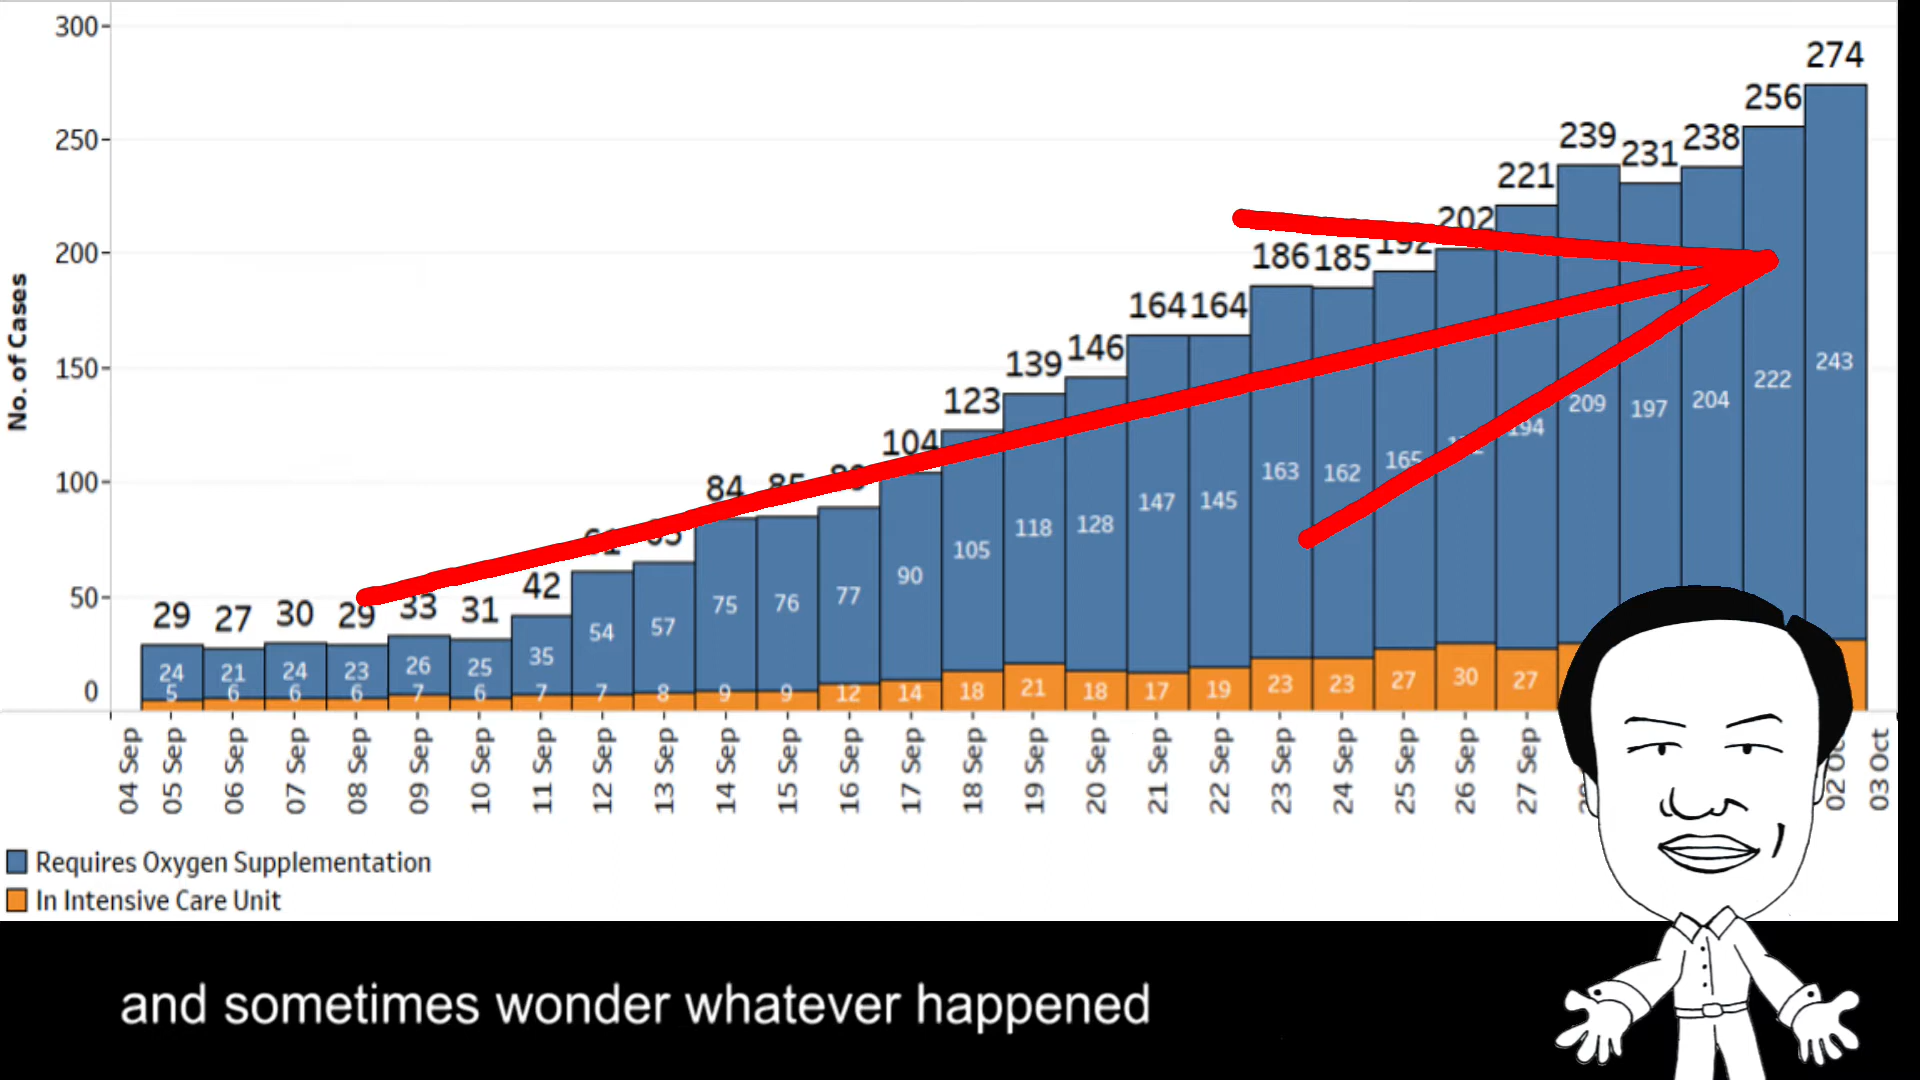 300
274
256
250
239
238
231
221
202
200
192
186 185
164 164
150
146
139
123
104
100
84
50
42
29 27 30 29 33 31
No. of Cases
24 21 24 23 26 25 35 54 57 75 76 77 90 105 118 128 147 145 163 162 165 194 209 197 204 222 243
5 6 6 6 7 6 7 7 8 9 9 12 14 18 21 18 17 19 23 23 27 30 27
0
04 Sep 05 Sep 06 Sep 07 Sep 08 Sep 09 Sep 10 Sep 11 Sep 12 Sep 13 Sep 14 Sep 15 Sep 16 Sep 17 Sep 18 Sep 19 Sep 20 Sep 21 Sep 22 Sep 23 Sep 24 Sep 25 Sep 26 Sep 27 Sep 02 Oct 03 Oct
Requires Oxygen Supplementation
In Intensive Care Unit
and sometimes wonder whatever happened